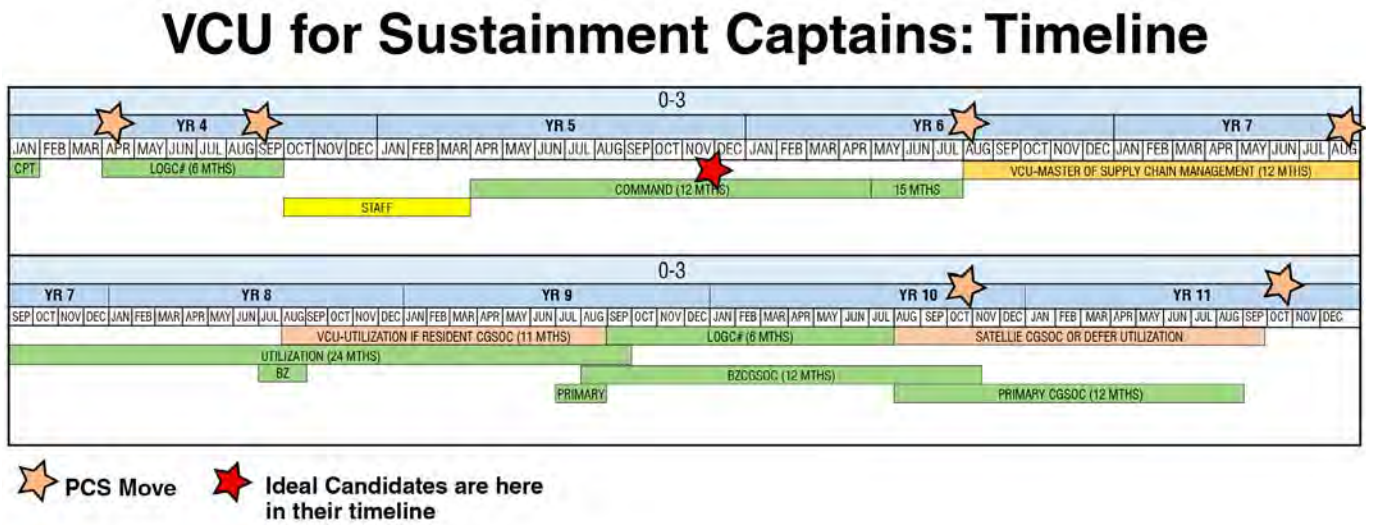 VCU for Sustainment Captains: Timeline
0-3
YR 4 YR 5 YR 6 YR 7
JAN FEB MAR APR MAY JUN JUL AUG SEP OCT NOV DEC JAN FEB MAR APR MAY JUN JUL AUG SEP OCT NOV DEC JAN FEB MAR APR MAY JUN JUL AUG SEP OCT NOV DEC JAN FEB MAR APR MAY JUN JUL AUG
CPT LOGC# (6 MTHS) VCU-MASTER OF SUPPLY CHAIN MANAGEMENT (12 MTHS)
COMMAND (12 MTHS) 15 MTHS
STAFF
0-3
YR 7 YR 8 YR 9 YR 10 YR 11
SEP OCT NOV DEC JAN FEB MAR APR MAY JUN JUL AUG SEP OCT NOV DEC JAN FEB MAR APR MAY JUN JUL AUG SEP OCT NOV DEC JAN FEB MAR APR MAY JUN JUL AUG SEP OCT NOV DEC JAN FEB MAR APR MAY JUN JUL AUG SEP OCT NOV DEC
VCU-UTILIZATION IF RESIDENT CGSOC (11 MTHS) LOGC# (6 MTHS) SATELLIE CGSOC OR DEFER UTILIZATION
UTILIZATION (24 MTHS)
BZ BZCGSOC (12 MTHS)
PRIMARY PRIMARY CGSOC (12 MTHS)
PCS Move
Ideal Candidates are here
in their timeline